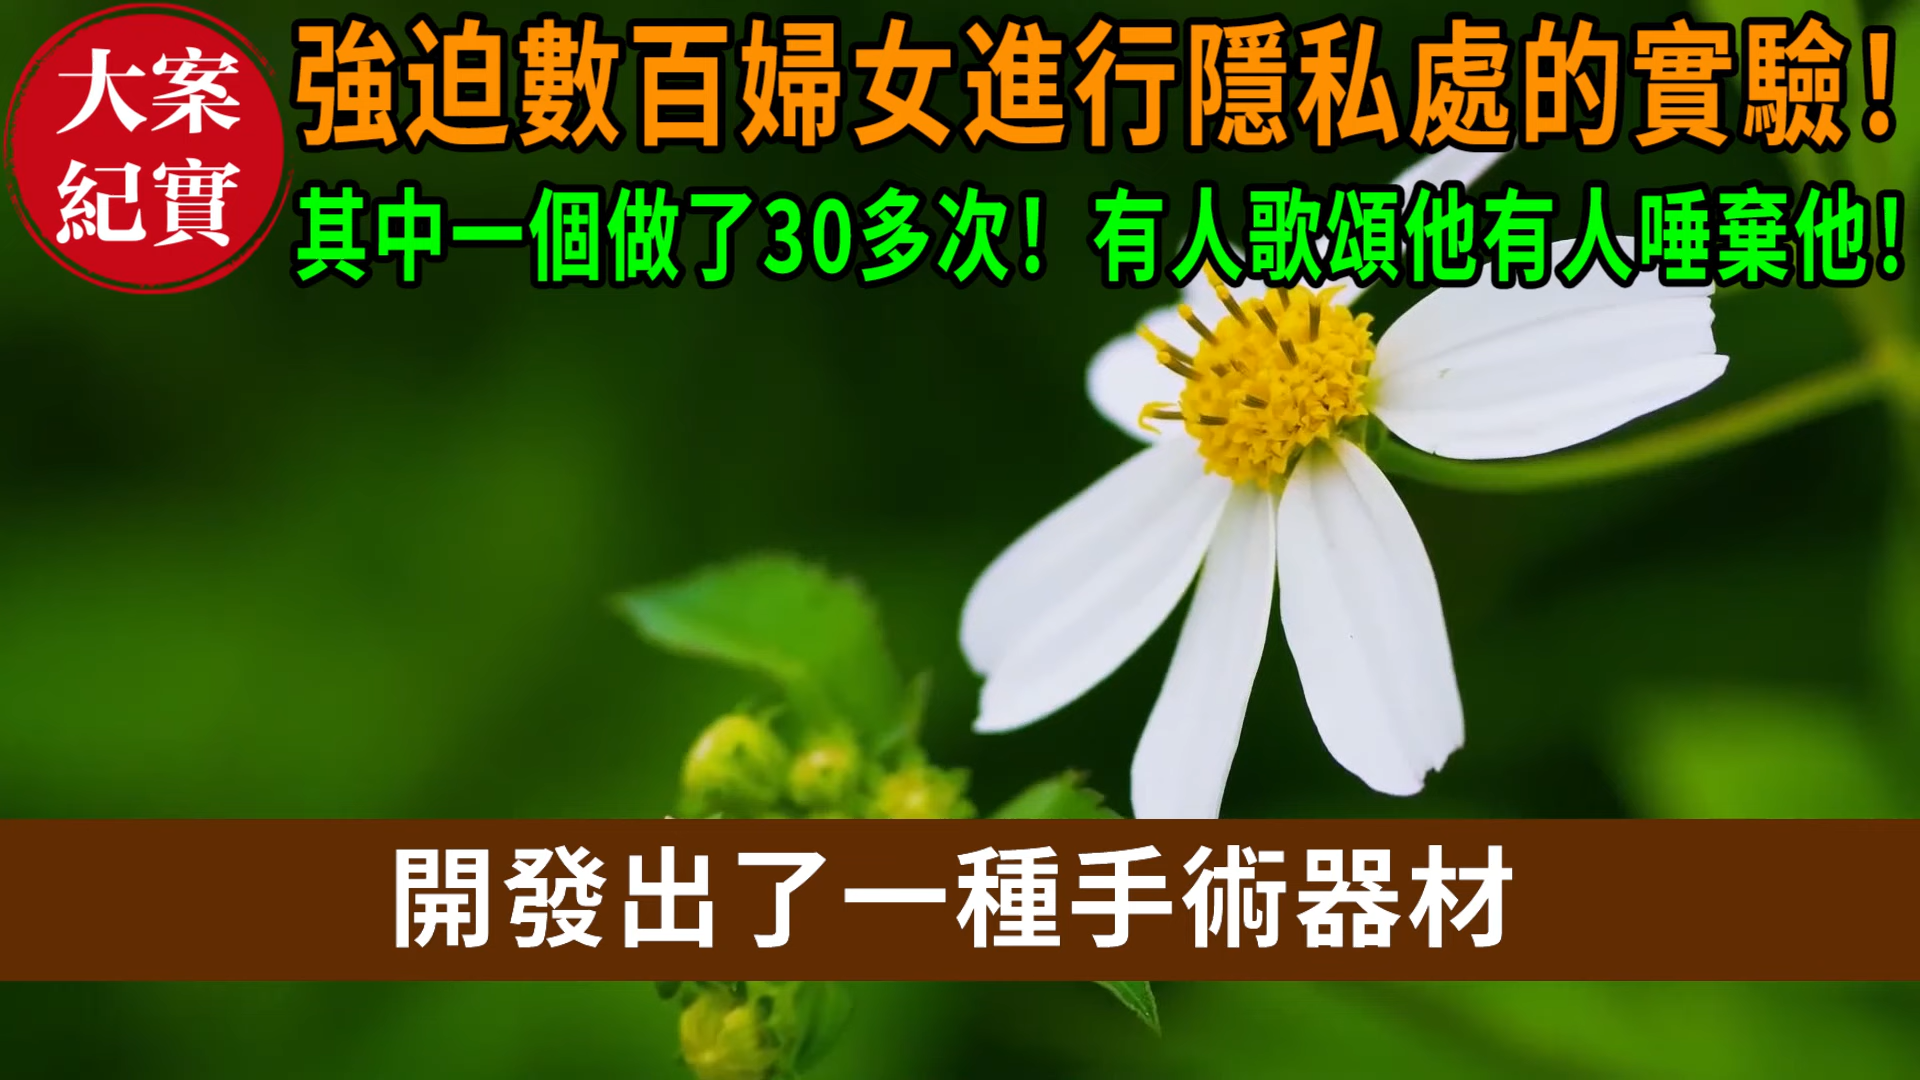 大案
紀實
強迫數百婦女進行隱私處的實驗!
其中一個做了30多次!有人歌頌他有人唾棄他!
開發出了一種手術器材